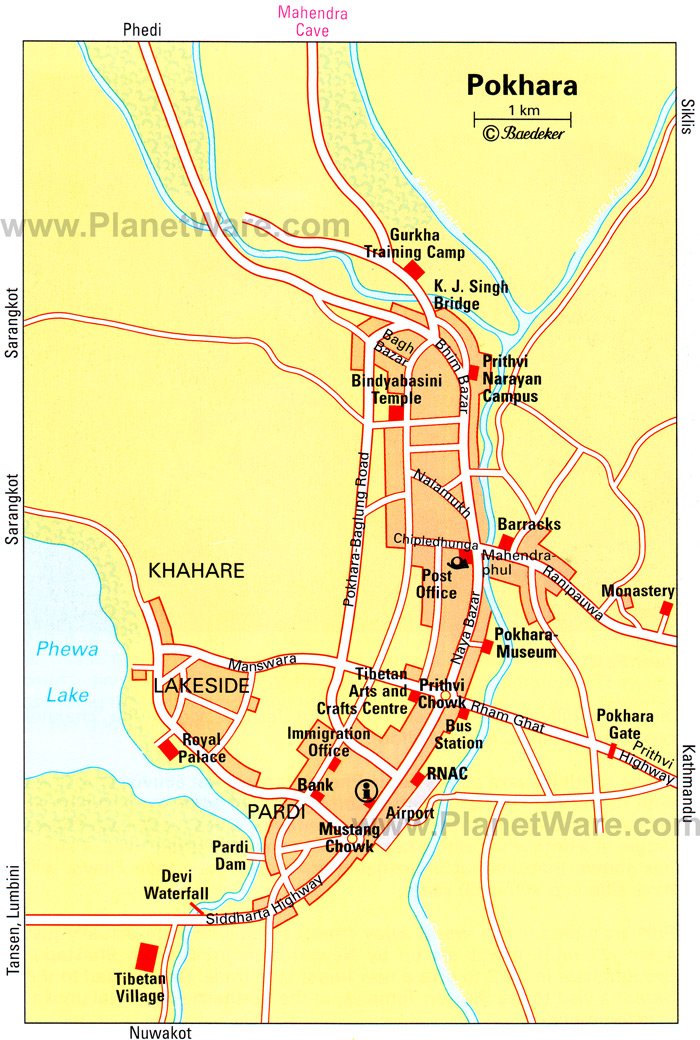 Mahendra
Cave
Phedi
Pokhara
1 km
© Baedeker
Siklis
www.PlanetWare.com
Gurkha
Training Camp
K. J. Singh
Bridge
Sarangkot
Bagh
Bazar
Bhim Bazar
Prithvi
Narayan
Campus
Bindyabasini
Temple
Sarangkot
Pokhara-Baglung Road
Natamukh
Chipledhunga
Mahendra-
phul
Barracks
Ranipauwa
Monastery
Post
Office
KHAHARE
Naya Bazar
Pokhara-
Museum
Phewa
Lake
Manswara
LAKESIDE
Tibetan
Arts and
Crafts Centre
Prithvi
Chowk
Rham Ghat
Bus
Station
Pokhara
Gate
Prithvi
Highway
Kathmandu
Royal
Palace
Immigration
Office
Bank
RNAC
i
PARDI
Airport
Mustang
Chowk
www.PlanetWare.com
Pardi
Dam
Devi
Waterfall
Siddharta Highway
Tansen, Lumbini
Tibetan
Village
Nuwakot